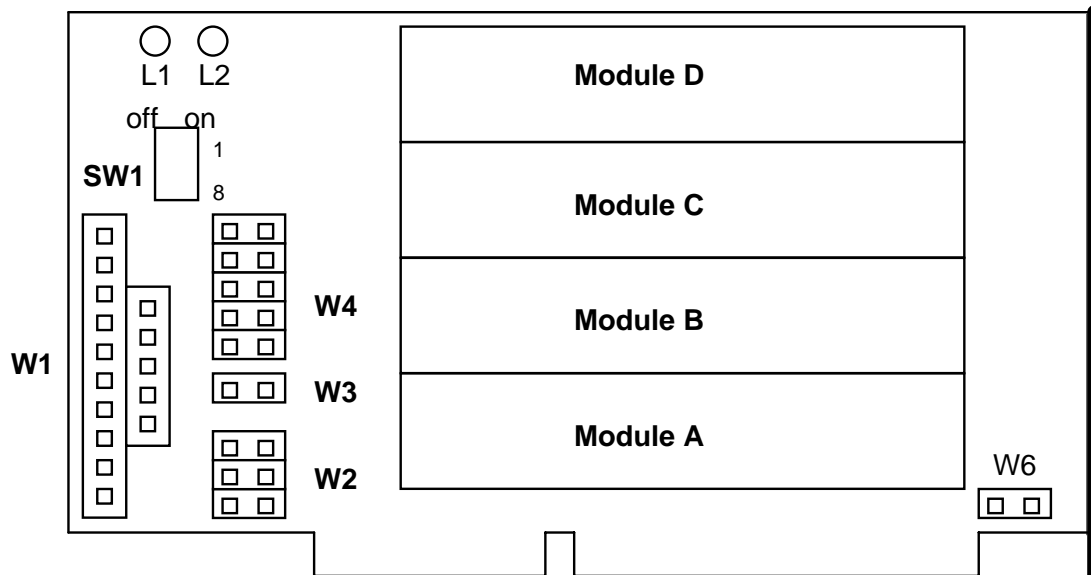 L1 L2
Module D
off on
1
SW1
8
Module C
W4
Module B
W1
W3
Module A
W2
W6